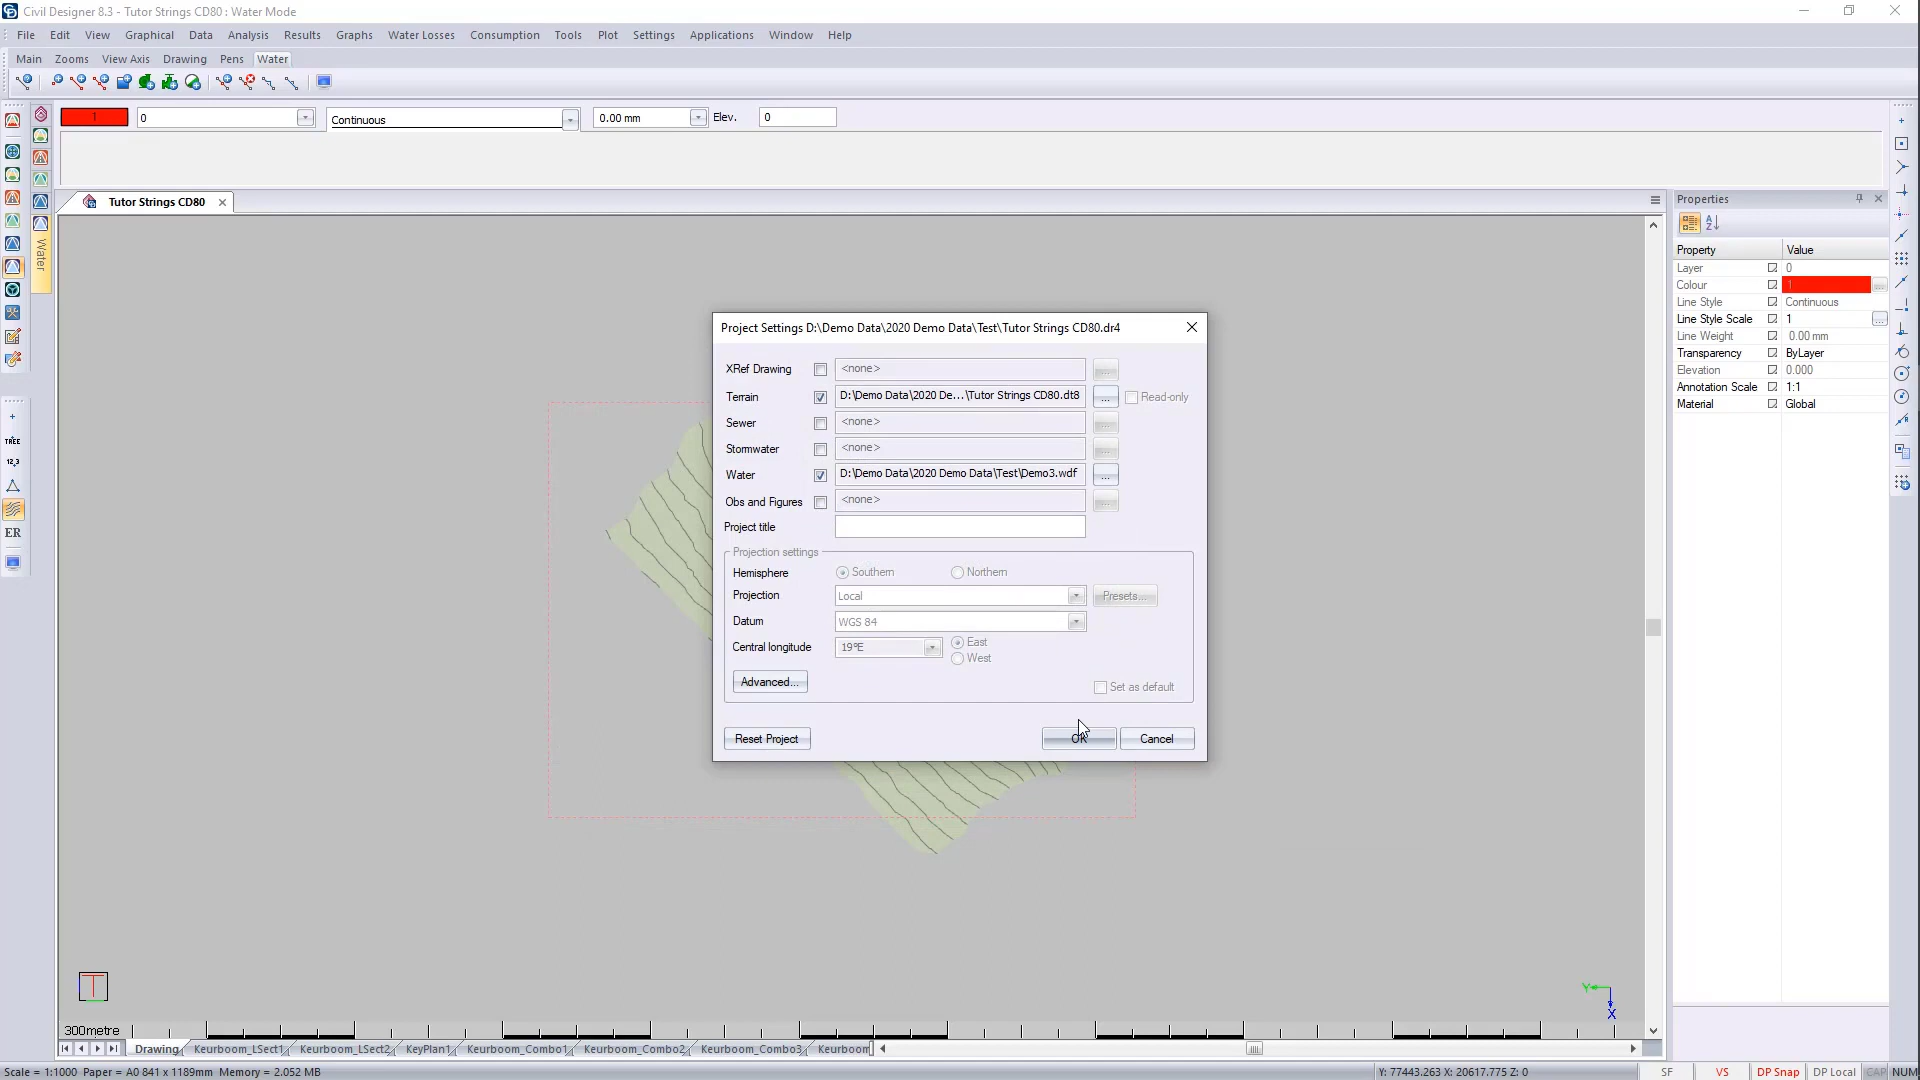 Civil Designer 8.3 - Tutor Strings CD80 : Water Mode
File Edit View Graphical Data Analysis Results Graphs Water Losses Consumption Tools Plot Settings Applications Window Help
Main Zooms View Axis Drawing Pens Water
1 0 Continuous 0.00 mm Elev. 0
Tutor Strings CD80
Water
TREE
12.3
ER
Project Settings D:\Demo Data\2020 Demo Data\Test\Tutor Strings CD80.dr4
XRef Drawing <none> ...
Terrain D:\Demo Data\2020 De...\Tutor Strings CD80.dt8 ... Read-only
Sewer <none> ...
Stormwater <none> ...
Water D:\Demo Data\2020 Demo Data\Test\Demo3.wdf ...
Obs and Figures <none> ...
Project title
Projection settings
Hemisphere Southern Northern
Projection Local Presets...
Datum WGS 84
Central longitude 19°E East
West
Advanced...
Set as default
Reset Project OK Cancel
Properties
Property Value
Layer 0
Colour 1
Line Style Continuous
Line Style Scale 1
Line Weight 0.00 mm
Transparency ByLayer
Elevation 0.000
Annotation Scale 1:1
Material Global
Y
X
300metre
Drawing Keurboom_LSect1 Keurboom_LSect2 KeyPlan1 Keurboom_Combo1 Keurboom_Combo2 Keurboom_Combo3 Keurboom
Scale = 1:1000 Paper = A0 841 x 1189mm Memory = 2.052 MB Y: 77443.263 X: 20617.775 Z: 0 SF VS DP Snap DP Local CAP NUM